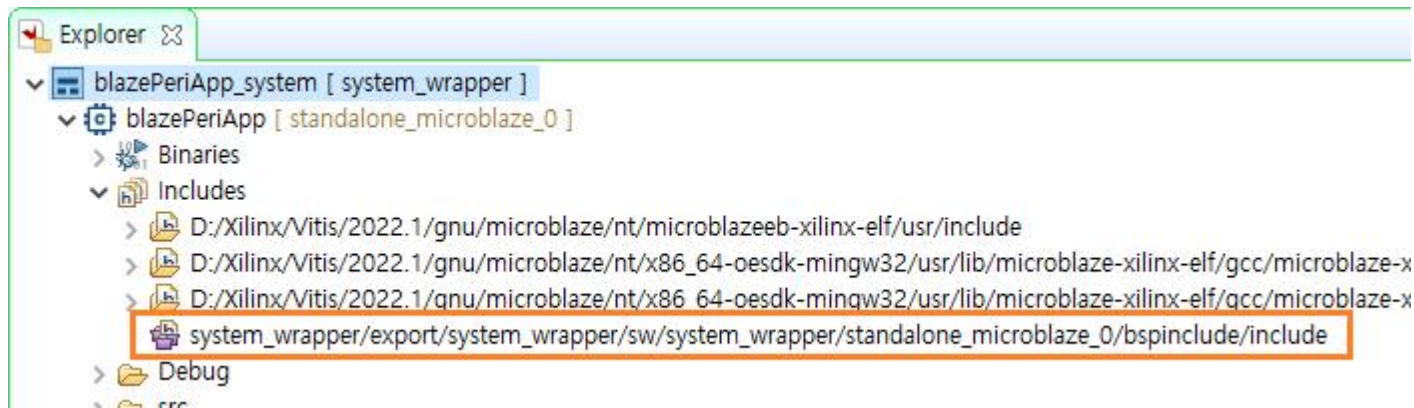 Explorer
blazePeriApp_system [ system_wrapper ]
blazePeriApp [ standalone_microblaze_0 ]
Binaries
Includes
D:/Xilinx/Vitis/2022.1/gnu/microblaze/nt/microblazeeb-xilinx-elf/usr/include
D:/Xilinx/Vitis/2022.1/gnu/microblaze/nt/x86_64-oesdk-mingw32/usr/lib/microblaze-xilinx-elf/gcc/microblaze-x
D:/Xilinx/Vitis/2022.1/gnu/microblaze/nt/x86_64-oesdk-mingw32/usr/lib/microblaze-xilinx-elf/gcc/microblaze-x
system_wrapper/export/system_wrapper/sw/system_wrapper/standalone_microblaze_0/bspinclude/include
Debug